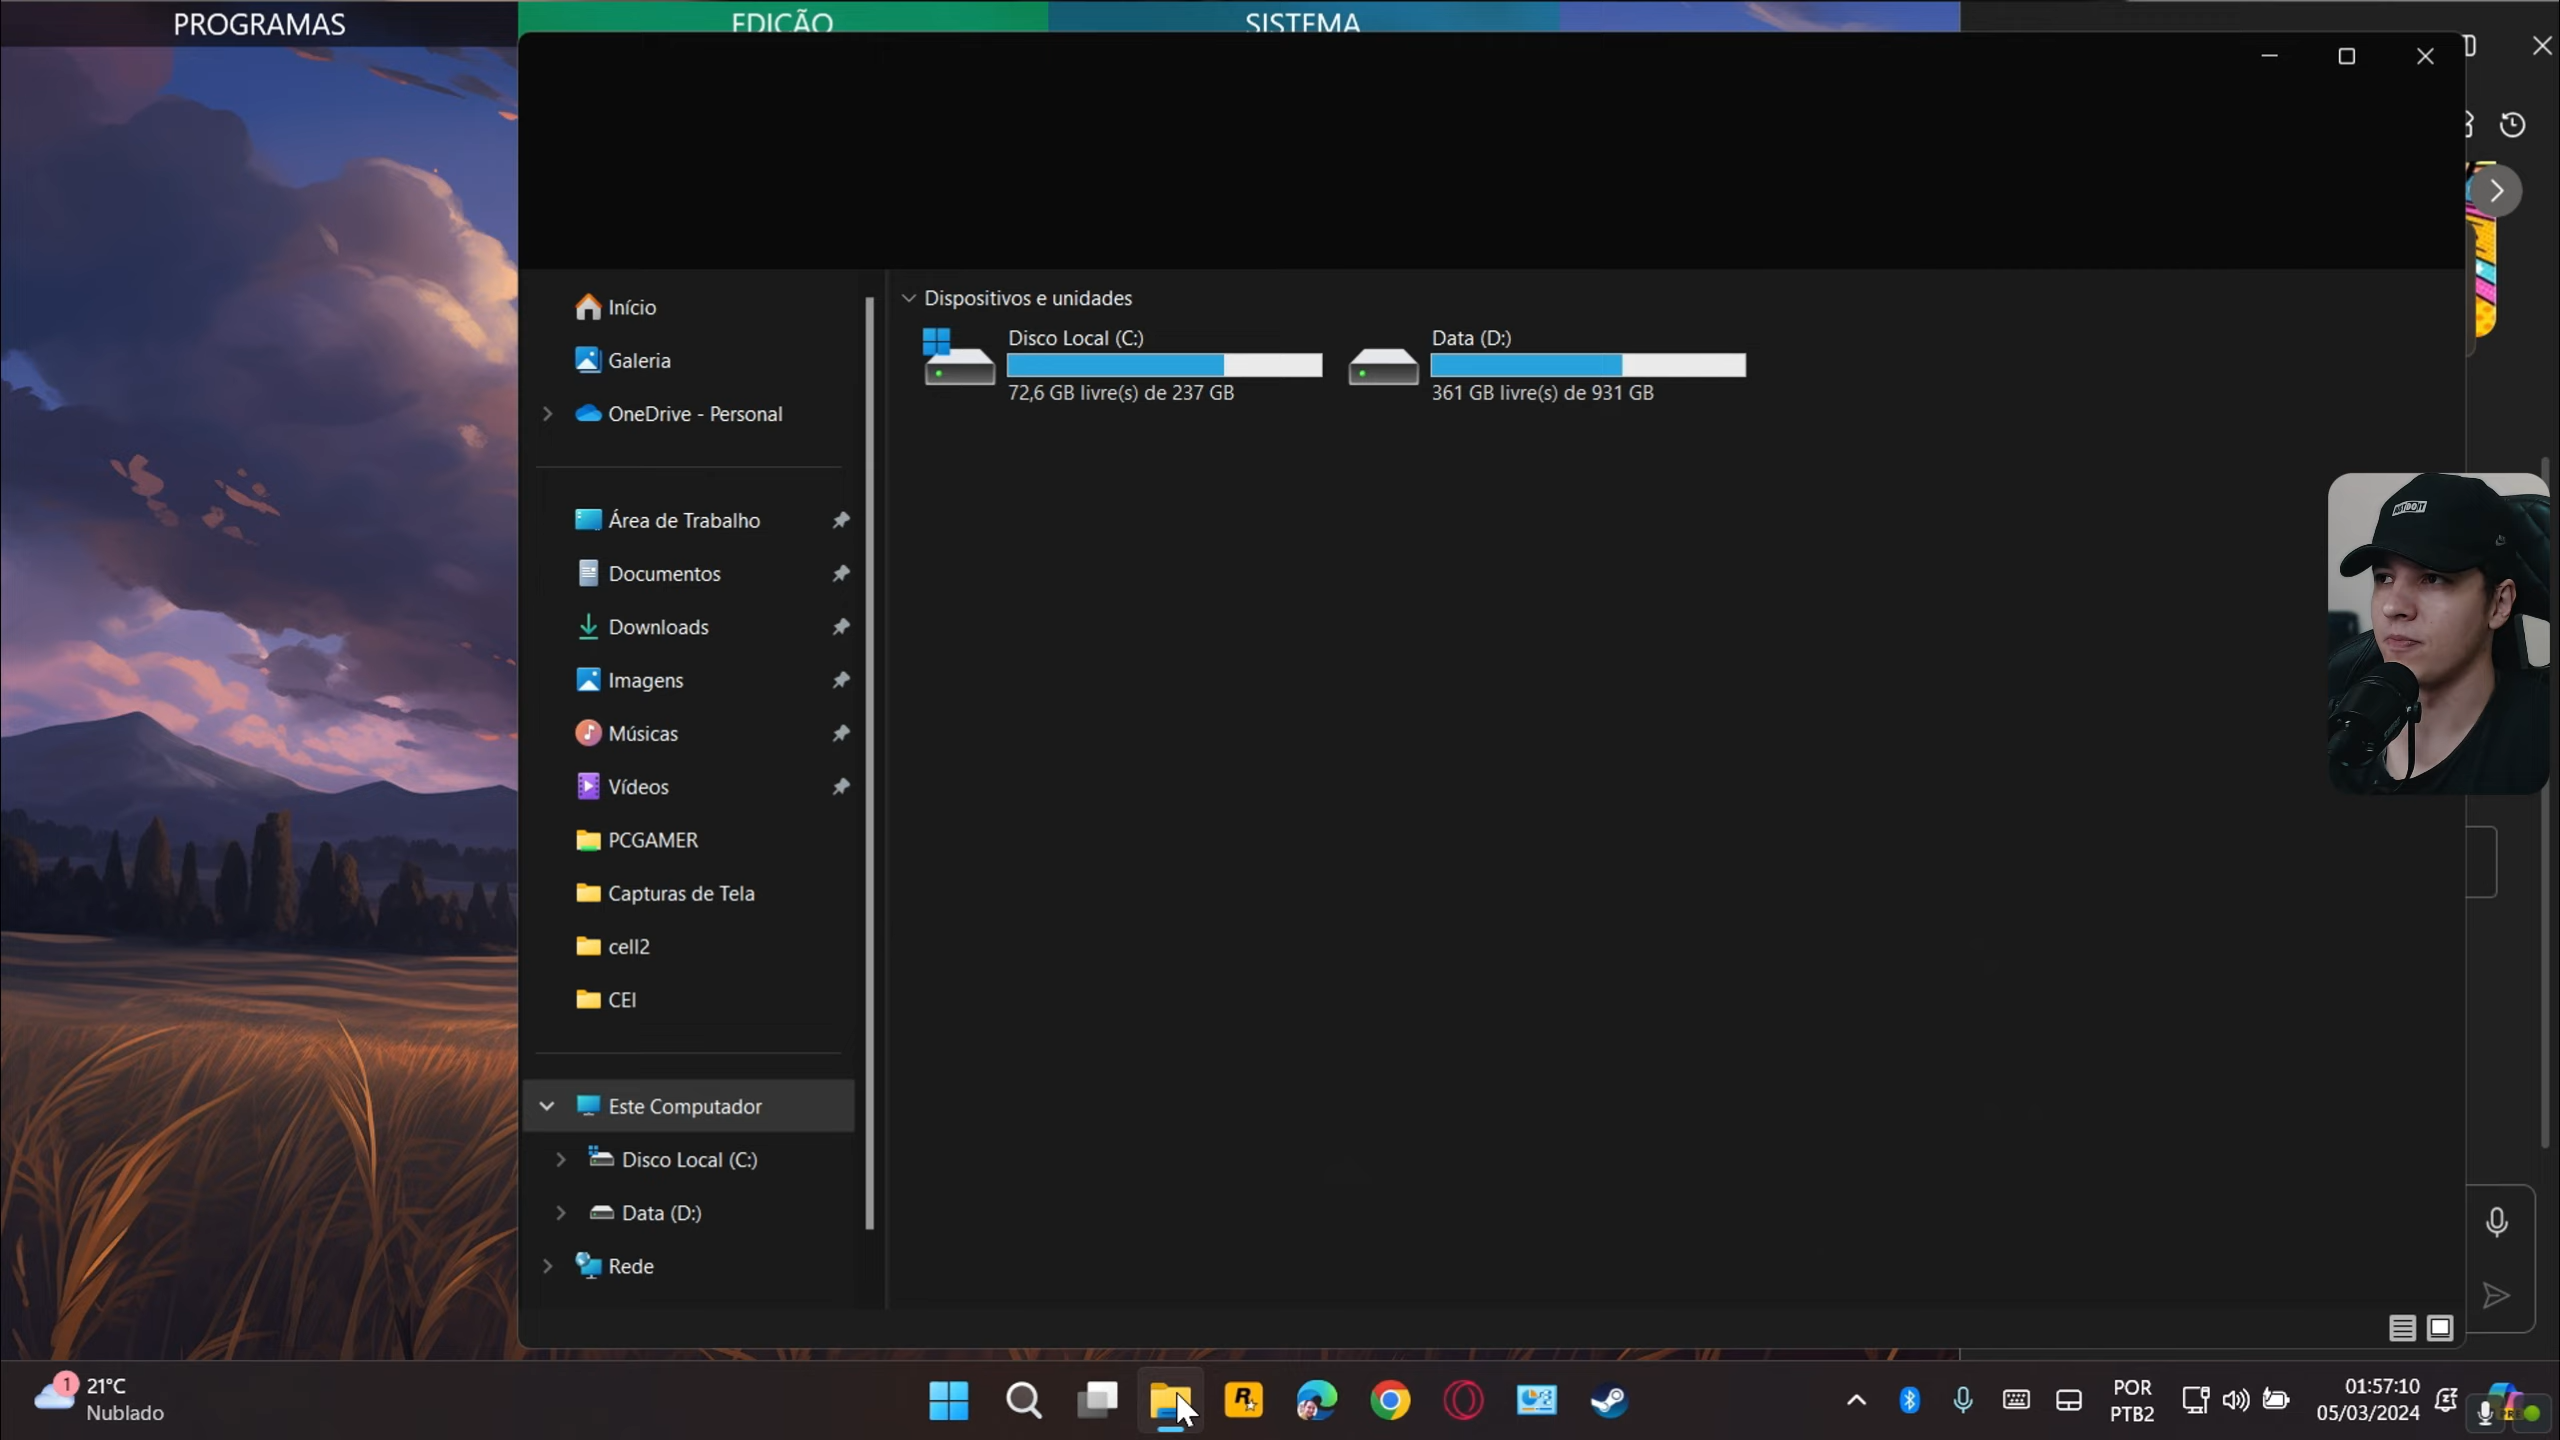 PROGRAMAS
EDIÇÃO
SISTEMA
Início
Galeria
OneDrive - Personal
Área de Trabalho
Documentos
Downloads
Imagens
Músicas
Vídeos
PCGAMER
Capturas de Tela
cell2
CEI
Este Computador
Disco Local (C:)
Data (D:)
Rede
Dispositivos e unidades
Disco Local (C:)
72,6 GB livre(s) de 237 GB
Data (D:)
361 GB livre(s) de 931 GB
1
21°C
Nublado
POR
PTB2
01:57:10
05/03/2024